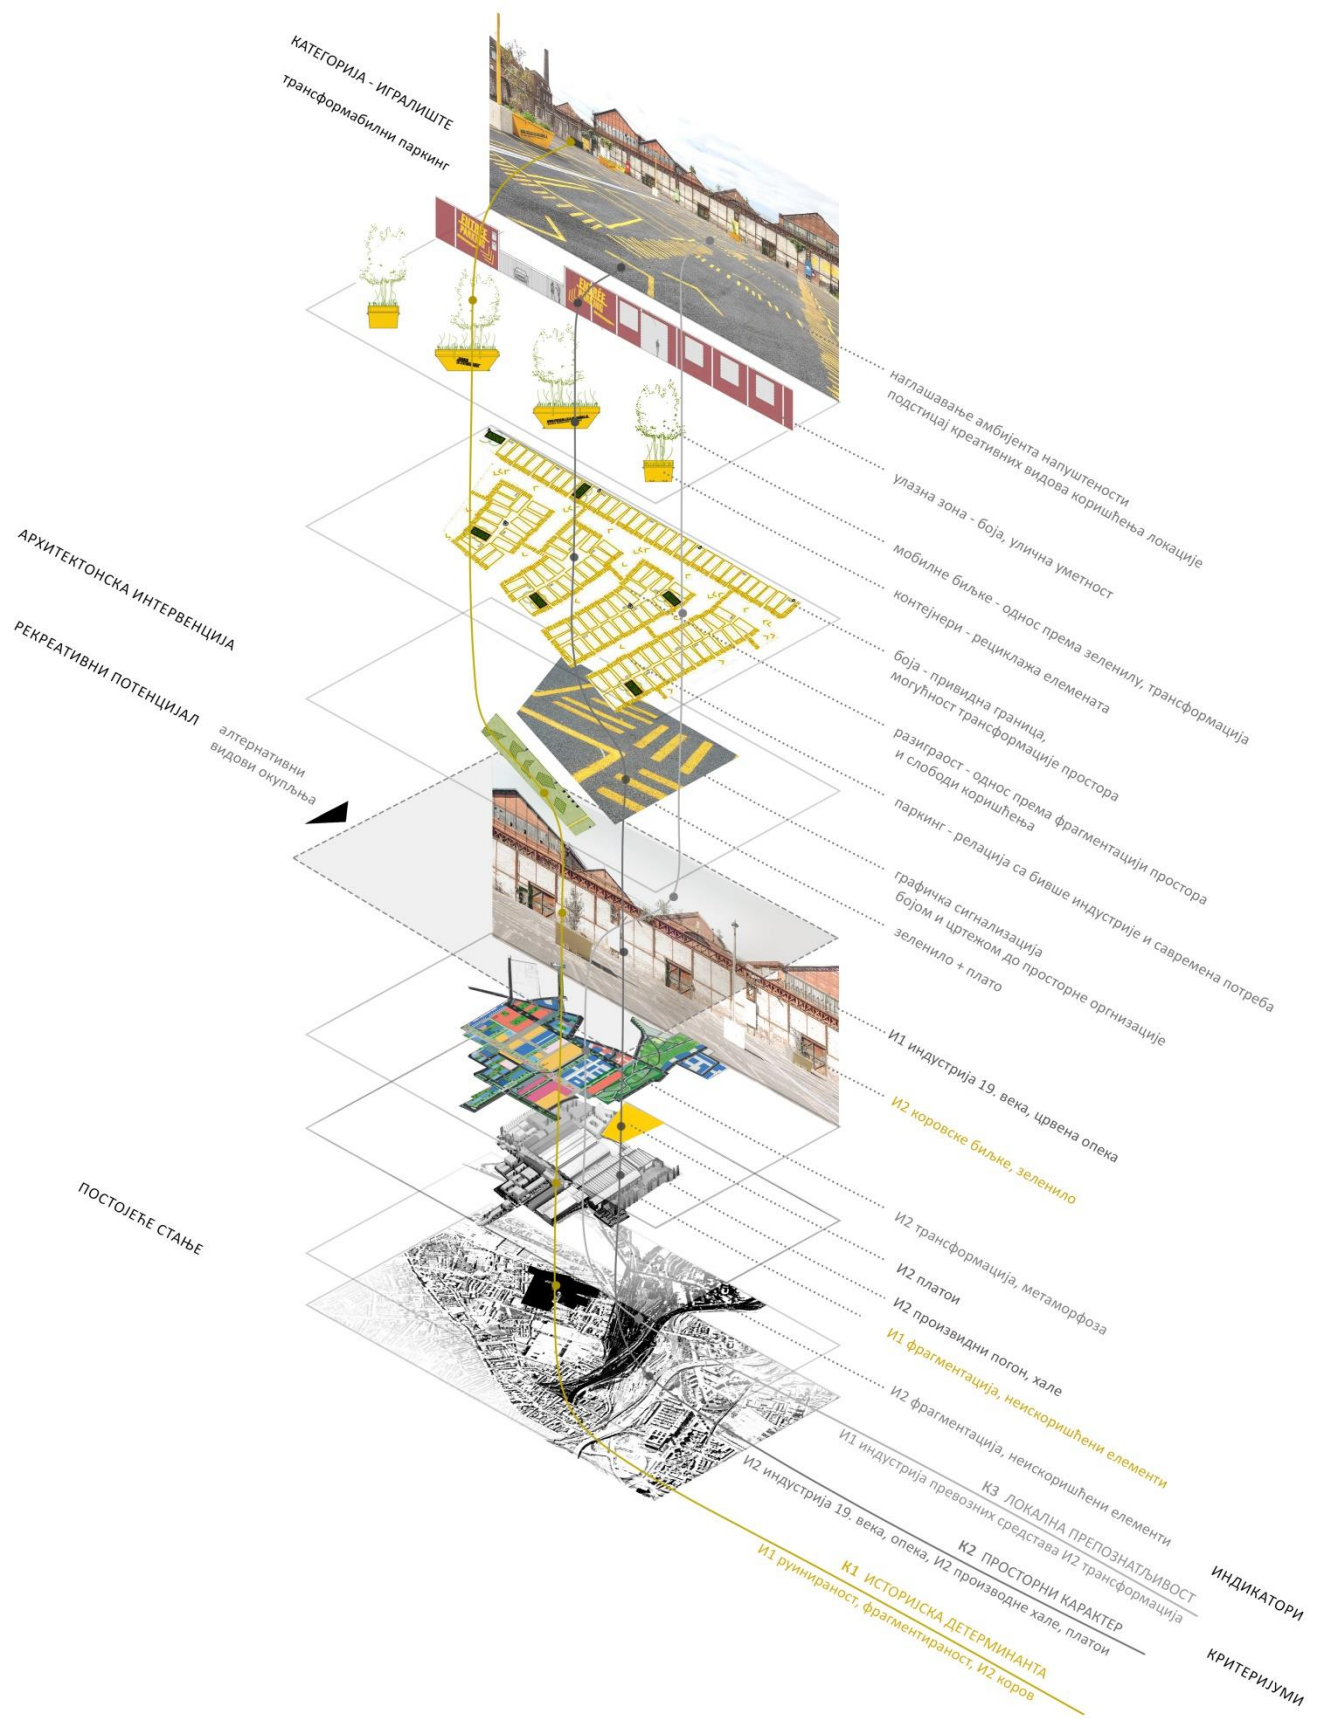 КАТЕГОРИЈА - ИГРАЛИШТЕ
трансформабилни паркинг
ENTRÉE
PARKING
ENTRÉE
PARKING
наглашавање амбијента напуштености
подстицај креативних видова коришћења локације
улазна зона - боја, улична уметност
мобилне биљке - однос према зеленилу, трансформација
контејнери - рециклажа елемената
боја - привидна граница,
могућност трансформације простора
разиграост - однос према фрагментацији простора
и слободи коришћења
паркинг - релација са бивше индустрије и савремена потреба
графичка сигнализација
бојом и цртежом до просторне оргнизације
зеленило + плато
АРХИТЕКТОНСКА ИНТЕРВЕНЦИЈА
РЕКРЕАТИВНИ ПОТЕНЦИЈАЛ
алтернативни
видови окупљња
И1 индустрија 19. века, црвена опека
И2 коровске биљке, зеленило
И2 трансформација, метаморфоза
И2 платои
И2 произвидни погон, хале
И1 фрагментација, неискоришћени елементи
И2 фрагментација, неискоришћени елементи
ПОСТОЈЕЋЕ СТАЊЕ
К3 ЛОКАЛНА ПРЕПОЗНАТЉИВОСТ
И1 индустрија превозних средстава И2 трансформација
К2 ПРОСТОРНИ КАРАКТЕР
И2 индустрија 19. века, опека, И2 производне хале, платои
К1 ИСТОРИЈСКА ДЕТЕРМИНАНТА
И1 руинираност, фрагментираност, И2 коров
ИНДИКАТОРИ
КРИТЕРИЈУМИ